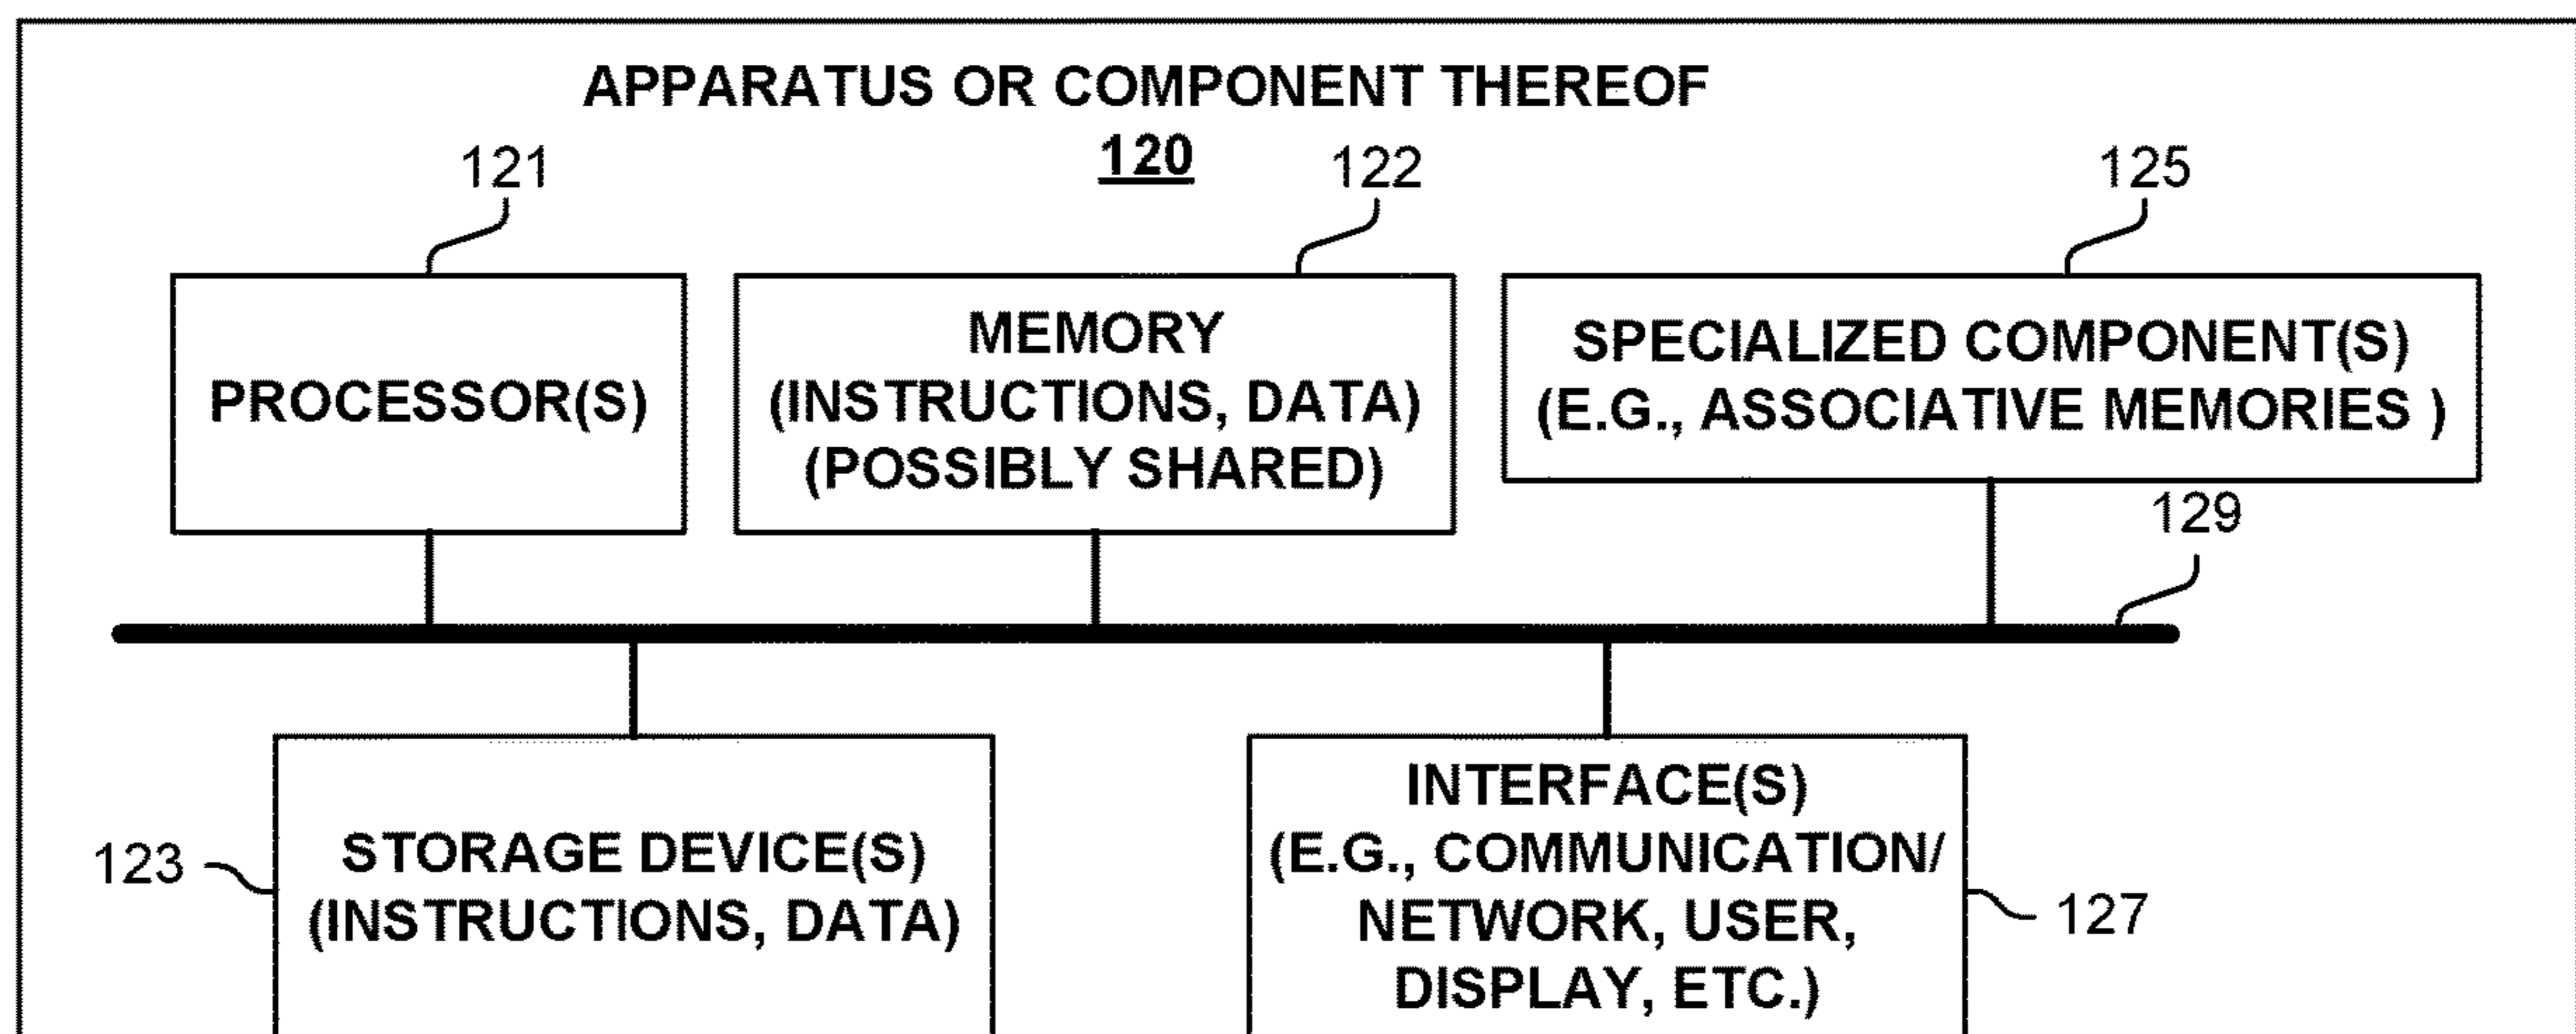 APPARATUS OR COMPONENT THEREOF
120
121
122
125
PROCESSOR(S)
MEMORY
(INSTRUCTIONS, DATA)
(POSSIBLY SHARED)
SPECIALIZED COMPONENT(S)
(E.G., ASSOCIATIVE MEMORIES )
129
123
STORAGE DEVICE(S)
(INSTRUCTIONS, DATA)
INTERFACE(S)
(E.G., COMMUNICATION/
NETWORK, USER,
DISPLAY, ETC.)
127